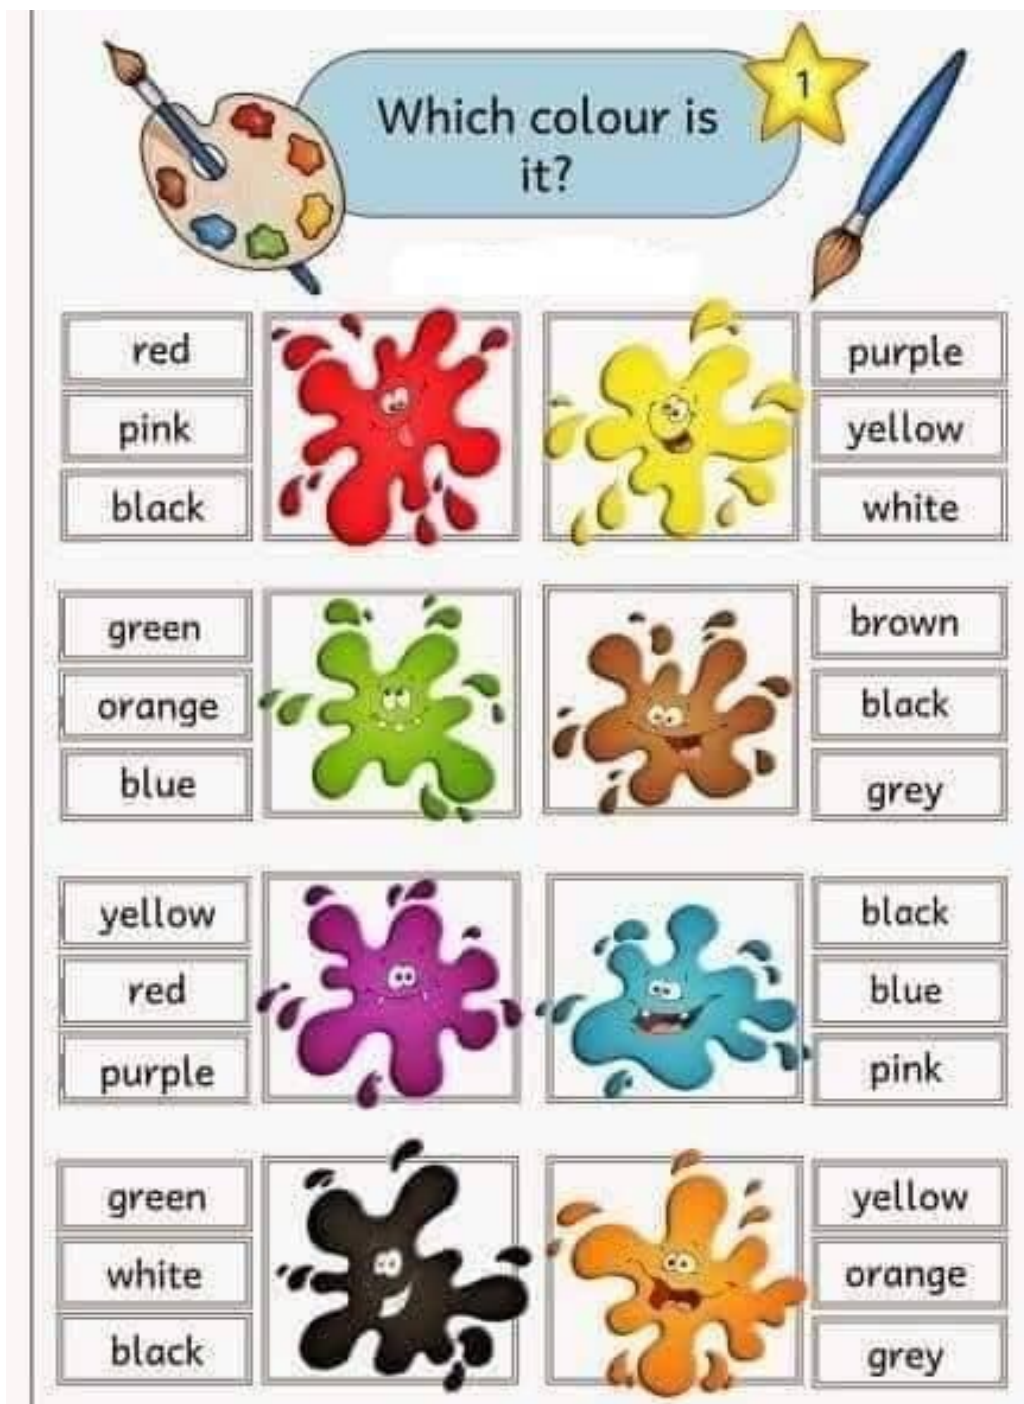 Which colour is
it?
1
red
pink
black
purple
yellow
white
green
orange
blue
brown
black
grey
yellow
red
purple
black
blue
pink
green
white
black
yellow
orange
grey